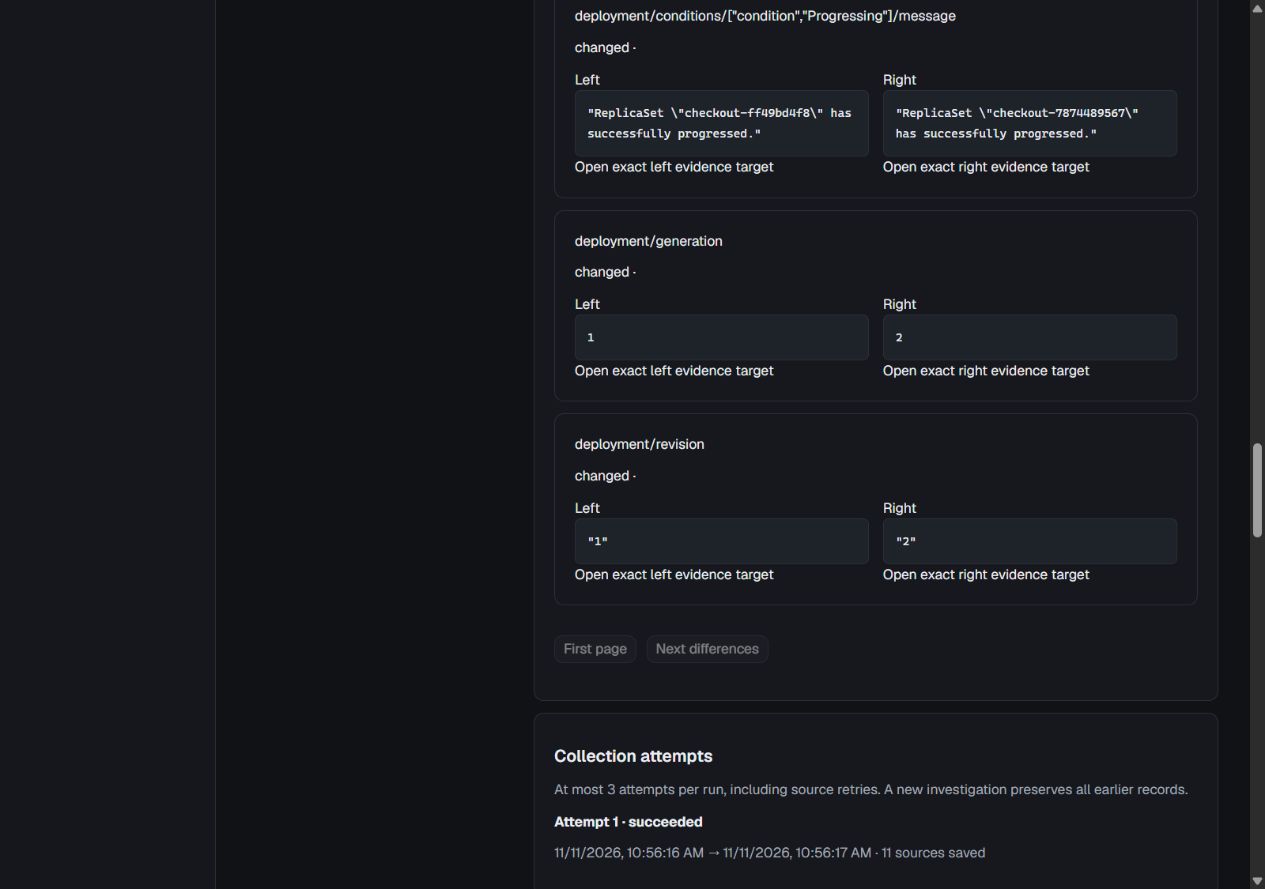 deployment/conditions/["condition","Progressing"]/message
changed ·
Left
Right
"ReplicaSet \"checkout-ff49bd4f8\" has
successfully progressed."
"ReplicaSet \"checkout-7874489567\"
has successfully progressed."
Open exact left evidence target
Open exact right evidence target
deployment/generation
changed ·
Left
Right
1
2
Open exact left evidence target
Open exact right evidence target
deployment/revision
changed ·
Left
Right
"1"
"2"
Open exact left evidence target
Open exact right evidence target
First page
Next differences
Collection attempts
At most 3 attempts per run, including source retries. A new investigation preserves all earlier records.
Attempt 1 · succeeded
11/11/2026, 10:56:16 AM → 11/11/2026, 10:56:17 AM · 11 sources saved